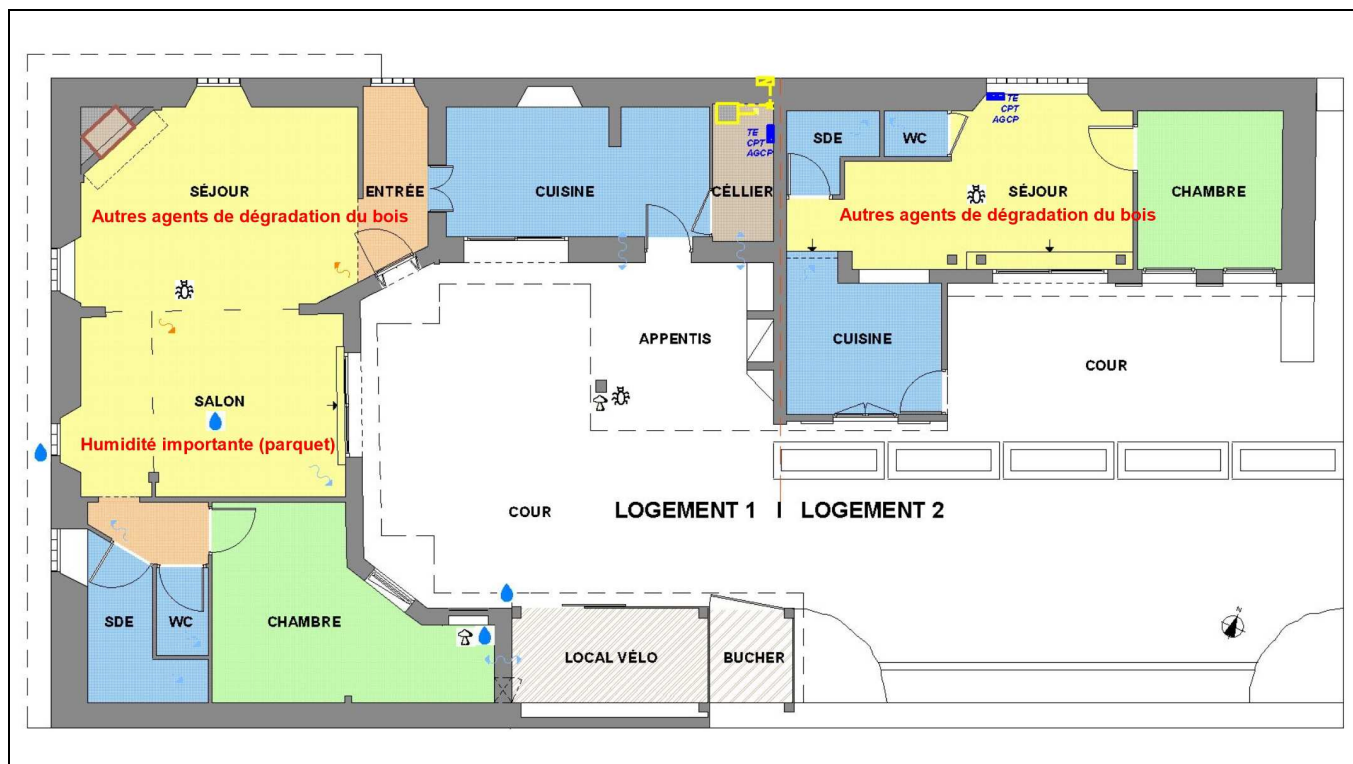 TE
CPT
AGCP
TE
CPT
AGCP
SDE
WC
SÉJOUR
ENTRÉE
CUISINE
CÉLLIER
SÉJOUR
CHAMBRE
Autres agents de dégradation du bois
Autres agents de dégradation du bois
APPENTIS
CUISINE
COUR
SALON
Humidité importante (parquet)
COUR
LOGEMENT 1
LOGEMENT 2
SDE
WC
CHAMBRE
LOCAL VÉLO
BUCHER
N